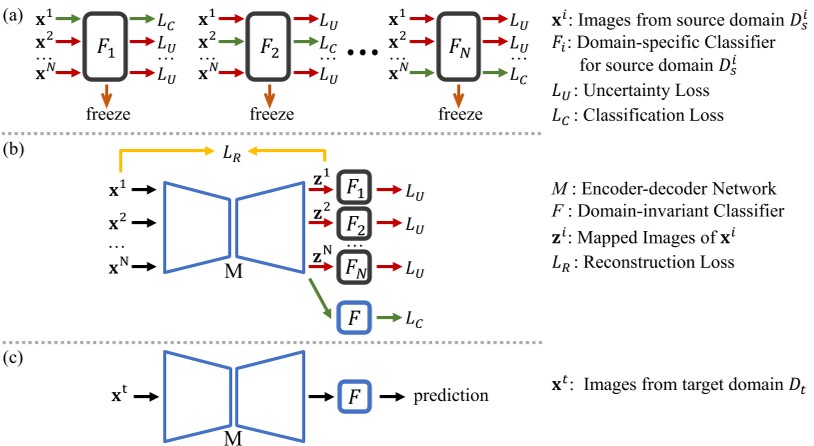 (a)
x¹ → F₁ → L_C
x² → L_U
...
xᴺ → L_U
freeze
x¹ → F₂ → L_U
x² → L_C
...
xᴺ → L_U
freeze
...
x¹ → F_N → L_U
x² → L_U
...
xᴺ → L_C
freeze
xⁱ: Images from source domain Dₛⁱ
Fᵢ: Domain-specific Classifier
for source domain Dₛⁱ
L_U : Uncertainty Loss
L_C : Classification Loss
(b)
L_R
x¹ z¹ F₁ L_U
x² z² F₂ L_U
... ...
xᴺ zᴺ F_N L_U
M
F L_C
M : Encoder-decoder Network
F : Domain-invariant Classifier
zⁱ: Mapped Images of xⁱ
L_R : Reconstruction Loss
(c)
xᵗ F prediction
M
xᵗ: Images from target domain Dₜ